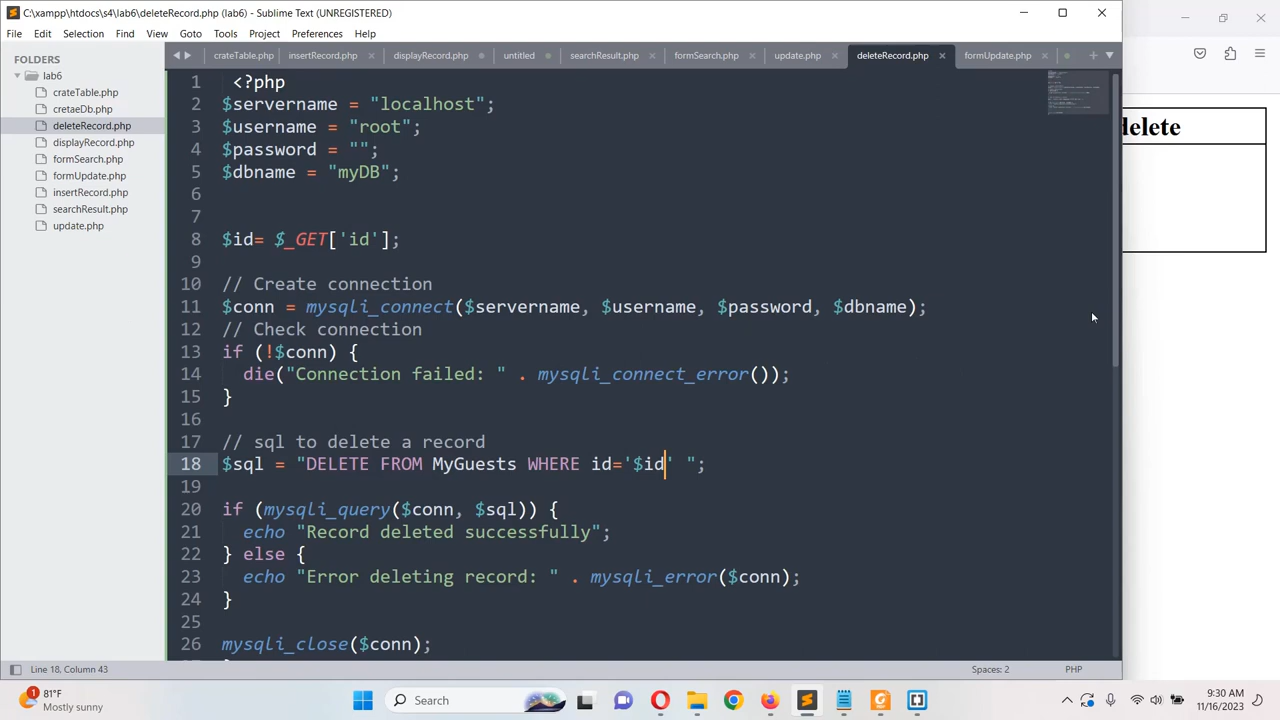 C:\xampp\htdocs\s4\lab6\deleteRecord.php (lab6) - Sublime Text (UNREGISTERED)
File Edit Selection Find View Goto Tools Project Preferences Help
FOLDERS
lab6
crateTable.php
cretaeDb.php
deleteRecord.php
displayRecord.php
formSearch.php
formUpdate.php
insertRecord.php
searchResult.php
update.php
crateTable.php insertRecord.php displayRecord.php untitled searchResult.php formSearch.php update.php deleteRecord.php formUpdate.php
1 <?php
2 $servername = "localhost";
3 $username = "root";
4 $password = "";
5 $dbname = "myDB";
6
7
8 $id= $_GET['id'];
9
10 // Create connection
11 $conn = mysqli_connect($servername, $username, $password, $dbname);
12 // Check connection
13 if (!$conn) {
14 die("Connection failed: " . mysqli_connect_error());
15 }
16
17 // sql to delete a record
18 $sql = "DELETE FROM MyGuests WHERE id='$id' ";
19
20 if (mysqli_query($conn, $sql)) {
21 echo "Record deleted successfully";
22 } else {
23 echo "Error deleting record: " . mysqli_error($conn);
24 }
25
26 mysqli_close($conn);
delete
Line 18, Column 43
Spaces: 2 PHP
1
81°F
Mostly sunny
Search
9:30 AM
11/16/2023